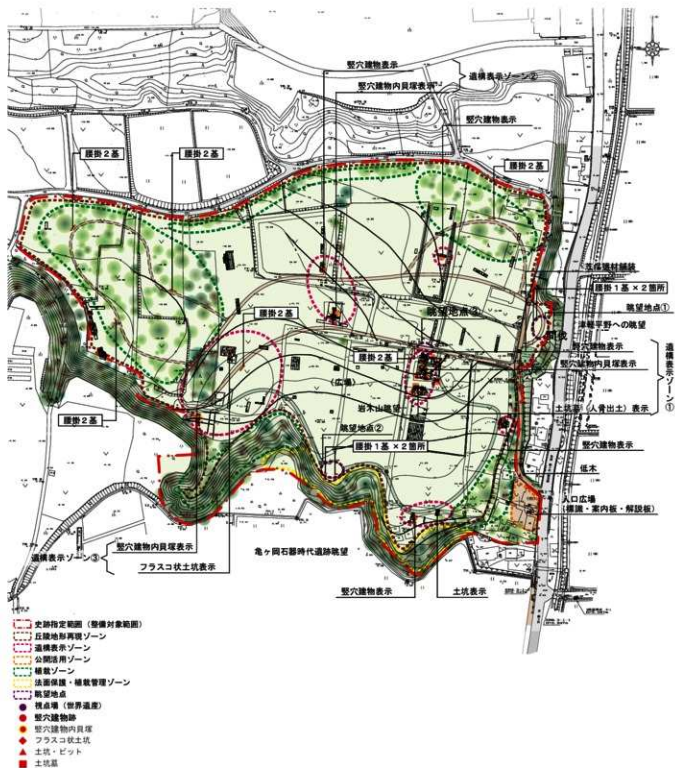 竪穴建物表示
遺構表示ゾーン②
竪穴建物内貝塚表示
竪穴建物表示
腰掛2基
腰掛2基
腰掛2基
腰掛1基×2箇所
眺望地点①
津軽平野への眺望
眺望地点③
腰掛2基
竪穴建物表示
竪穴建物内貝塚表示
遺構表示ゾーン①
腰掛2基
(広場)
岩木山眺望
土坑墓(人骨出土)表示
腰掛2基
眺望地点②
腰掛1基×2箇所
竪穴建物表示
低木
入口広場
(標識・案内板・解説板)
遺構表示ゾーン③
竪穴建物内貝塚表示
フラスコ状土坑表示
亀ヶ岡石器時代遺跡眺望
竪穴建物表示
土坑表示
史跡指定範囲(整備対象範囲)
丘陵地形再現ゾーン
遺構表示ゾーン
公開活用ゾーン
植栽ゾーン
法面保護・植栽管理ゾーン
眺望地点
視点場(世界遺産)
竪穴建物跡
竪穴建物内貝塚
フラスコ状土坑
土坑・ピット
土坑墓